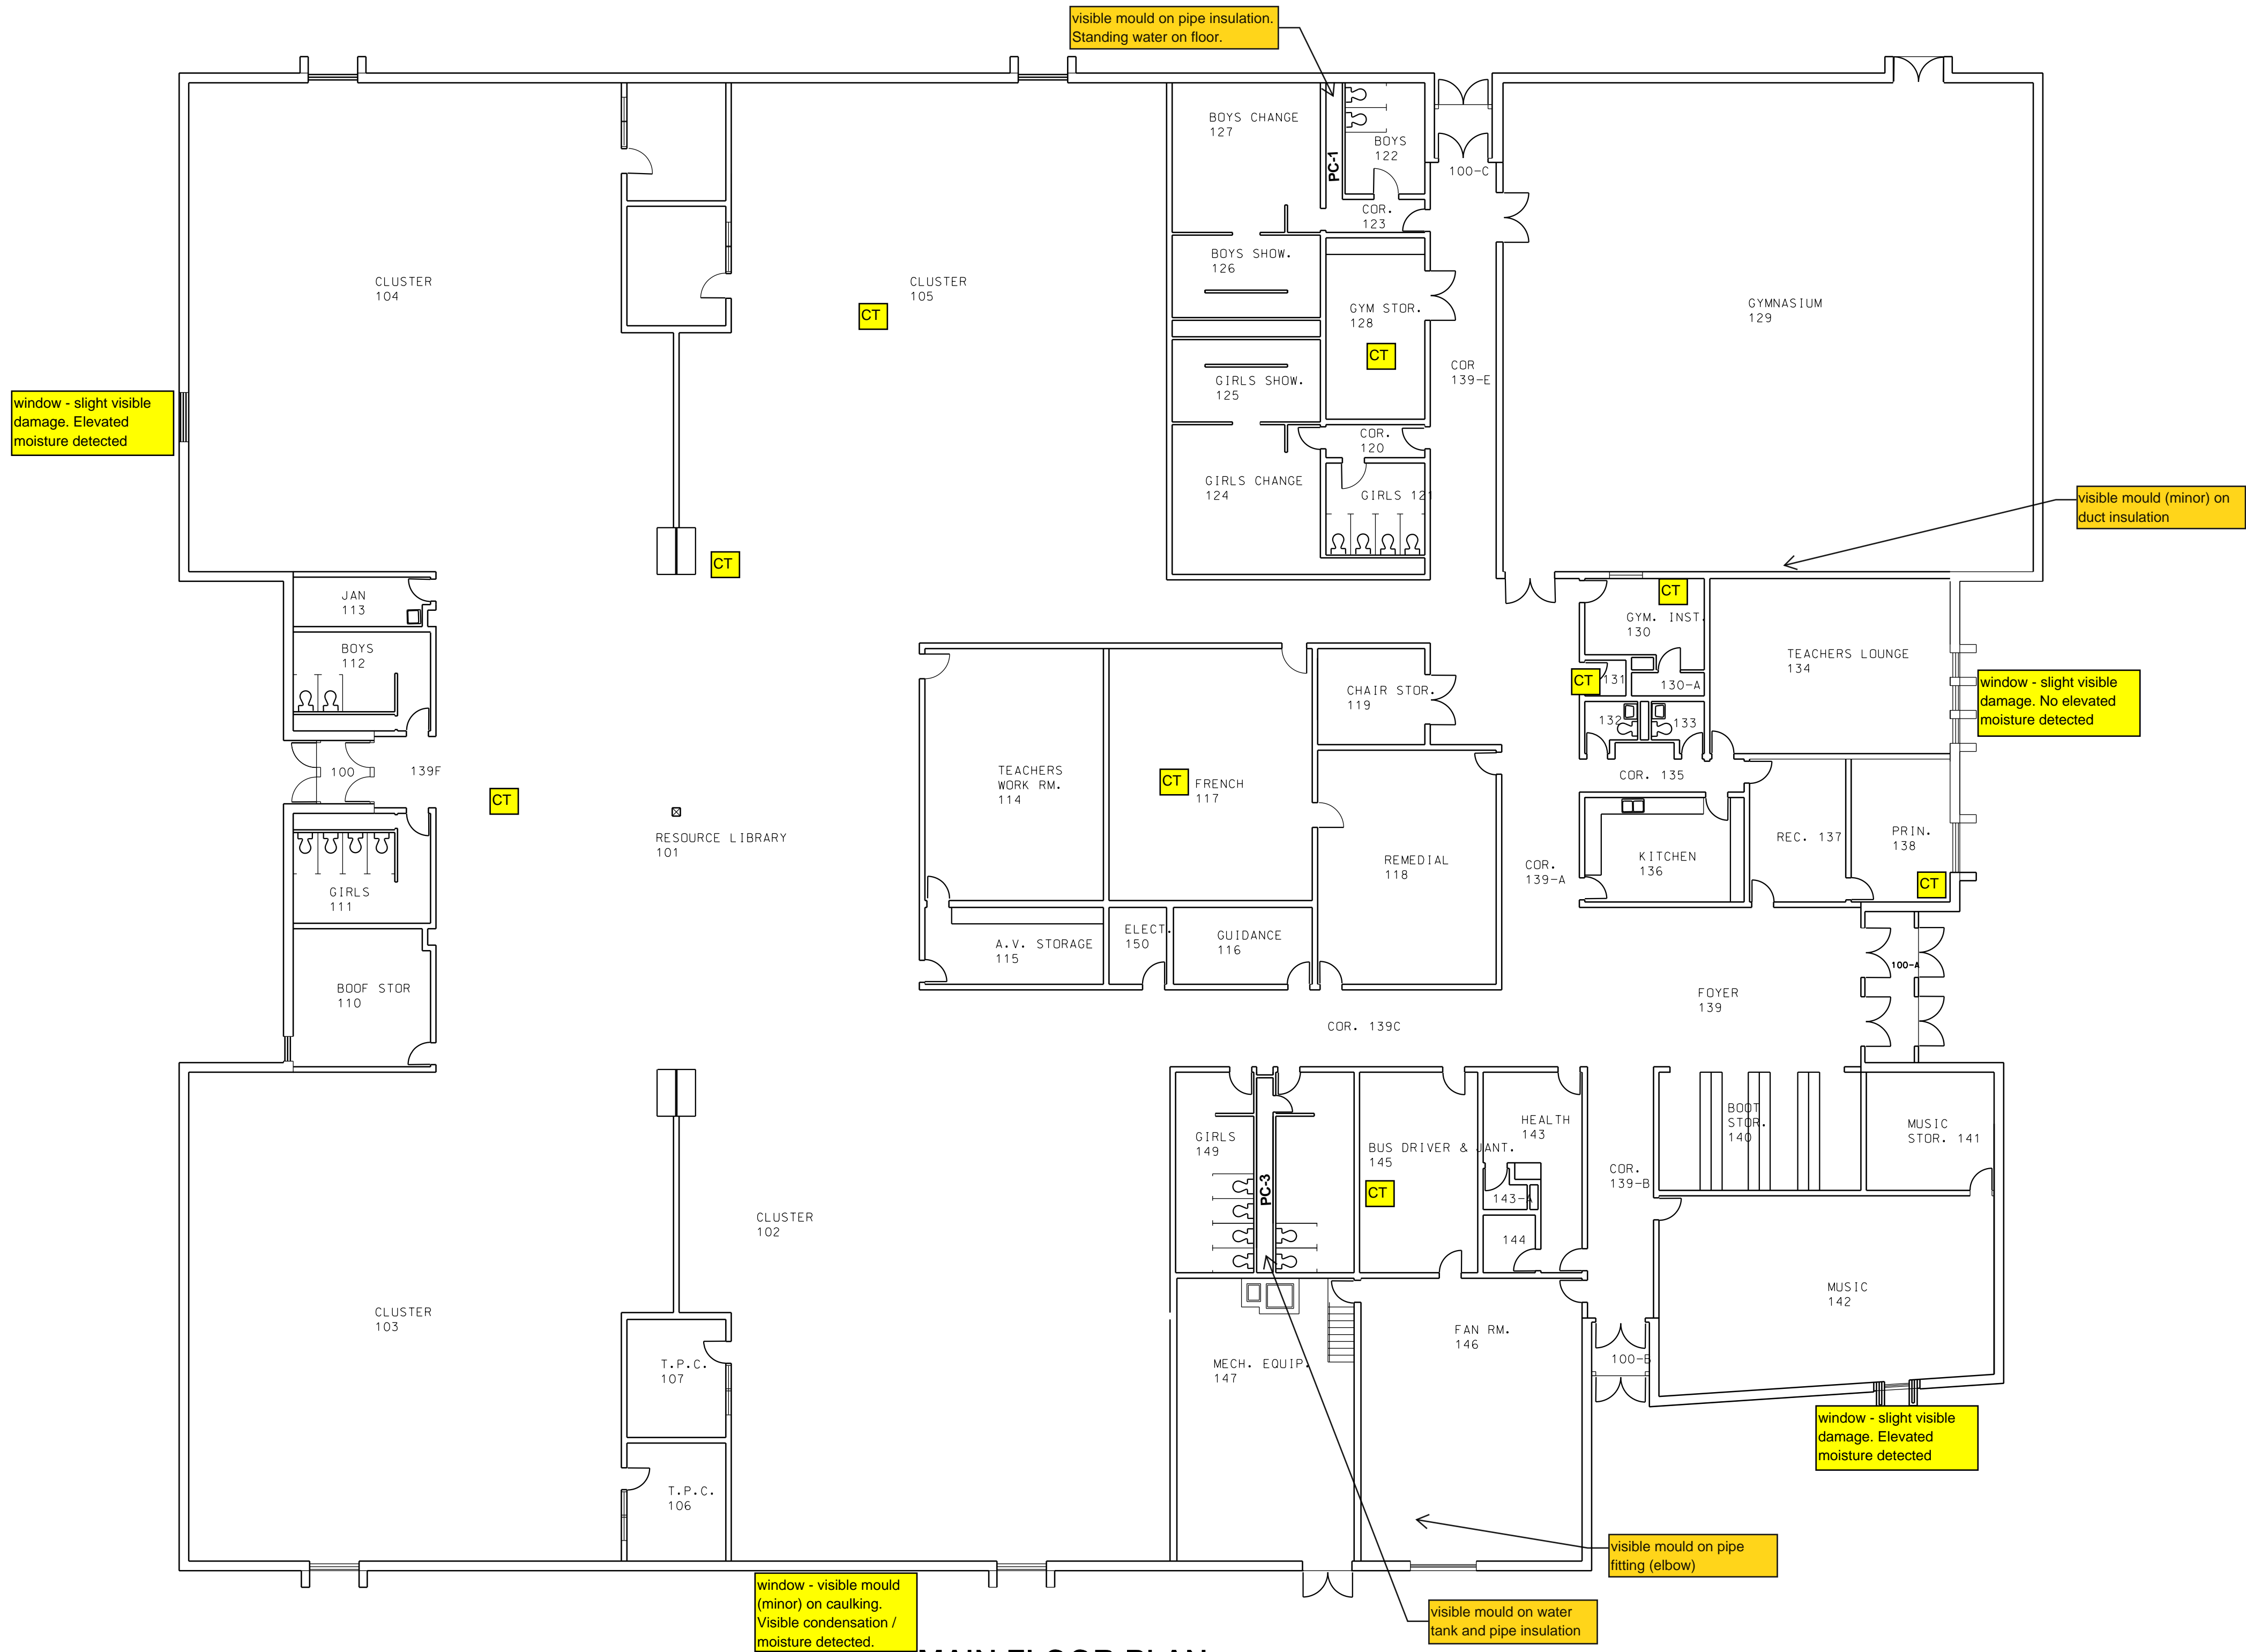 visible mould on pipe insulation.
Standing water on floor.
BOYS CHANGE
127
BOYS
122
PC-1
100-C
COR.
123
BOYS SHOW.
126
CLUSTER
104
CLUSTER
105
CT
GYM STOR.
128
CT
GYMNASIUM
129
COR
139-E
GIRLS SHOW.
125
window - slight visible
damage. Elevated
moisture detected
COR.
120
GIRLS CHANGE
124
GIRLS 121
visible mould (minor) on
duct insulation
CT
JAN
113
BOYS
112
CT
GYM. INST.
130
TEACHERS LOUNGE
134
CT
131
130-A
CHAIR STOR.
119
window - slight visible
damage. No elevated
moisture detected
132
133
100
139F
CT
TEACHERS
WORK RM.
114
CT
FRENCH
117
COR. 135
RESOURCE LIBRARY
101
REMEDIAL
118
COR.
139-A
KITCHEN
136
REC. 137
PRIN.
138
CT
GIRLS
111
A.V. STORAGE
115
ELECT.
150
GUIDANCE
116
100-A
BOOF STOR
110
FOYER
139
COR. 139C
GIRLS
149
PC-3
BUS DRIVER & JANT.
145
CT
HEALTH
143
143-A
144
COR.
139-B
BOOT
STOR.
140
MUSIC
STOR. 141
CLUSTER
102
CLUSTER
103
MUSIC
142
FAN RM.
146
MECH. EQUIP.
147
100-B
T.P.C.
107
window - slight visible
damage. Elevated
moisture detected
T.P.C.
106
visible mould on pipe
fitting (elbow)
window - visible mould
(minor) on caulking.
Visible condensation /
moisture detected.
visible mould on water
tank and pipe insulation
MAIN FLOOR PLAN